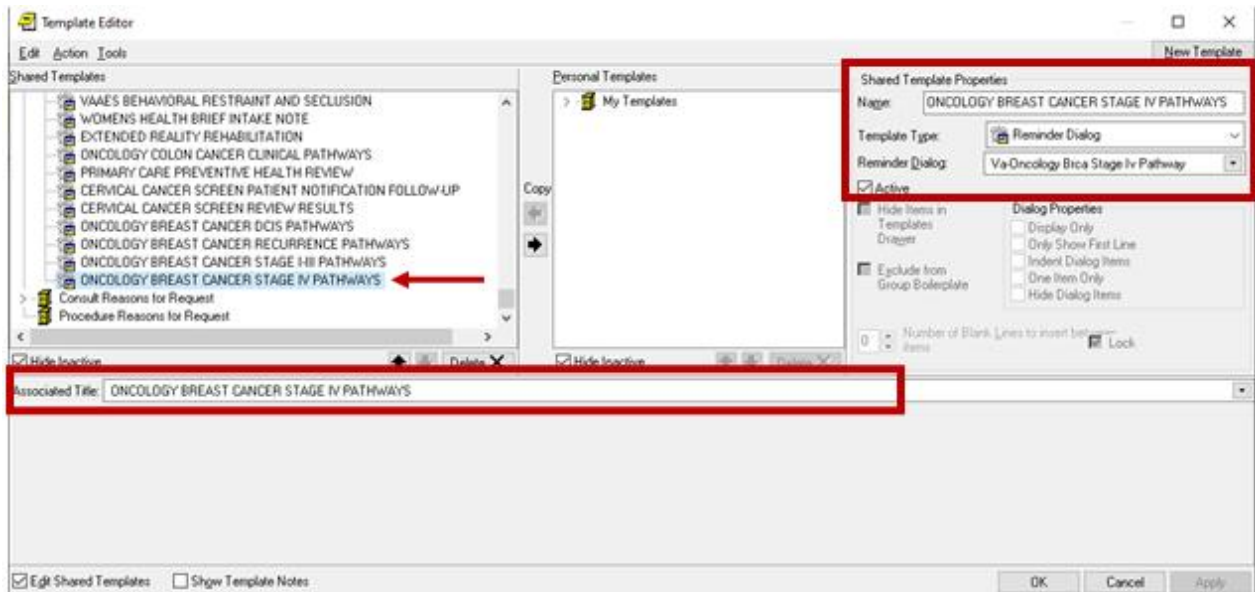 Template Editor
Edit Action Tools
New Template
Shared Templates
VAAES BEHAVIORAL RESTRAINT AND SECLUSION
WOMENS HEALTH BRIEF INTAKE NOTE
EXTENDED REALITY REHABILITATION
ONCOLOGY COLON CANCER CLINICAL PATHWAYS
PRIMARY CARE PREVENTIVE HEALTH REVIEW
CERVICAL CANCER SCREEN PATIENT NOTIFICATION FOLLOW-UP
CERVICAL CANCER SCREEN REVIEW RESULTS
ONCOLOGY BREAST CANCER DCIS PATHWAYS
ONCOLOGY BREAST CANCER RECURRENCE PATHWAYS
ONCOLOGY BREAST CANCER STAGE I-III PATHWAYS
ONCOLOGY BREAST CANCER STAGE IV PATHWAYS
Consult Reasons for Request
Procedure Reasons for Request
Hide Inactive
Delete
Copy
Personal Templates
My Templates
Hide Inactive
Delete
Shared Template Properties
Name: ONCOLOGY BREAST CANCER STAGE IV PATHWAYS
Template Type: Reminder Dialog
Reminder Dialog: Va-Oncology Brca Stage Iv Pathway
Active
Hide Items in
Templates
Drawer
Exclude from
Group Boilerplate
Dialog Properties
Display Only
Only Show First Line
Indent Dialog Items
One Item Only
Hide Dialog Items
0 Number of Blank Lines to insert between
items
Lock
Associated Title: ONCOLOGY BREAST CANCER STAGE IV PATHWAYS
Edit Shared Templates
Show Template Notes
OK Cancel Apply